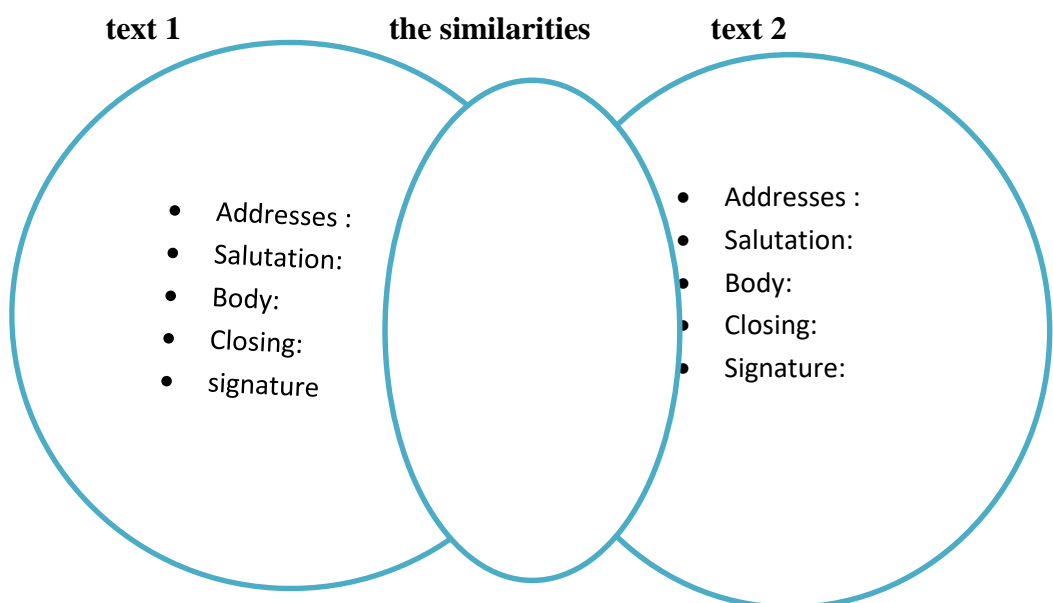 text 1 the similarities text 2
• Addresses :
• Salutation:
• Body:
• Closing:
• signature
• Addresses :
• Salutation:
• Body:
• Closing:
• Signature: